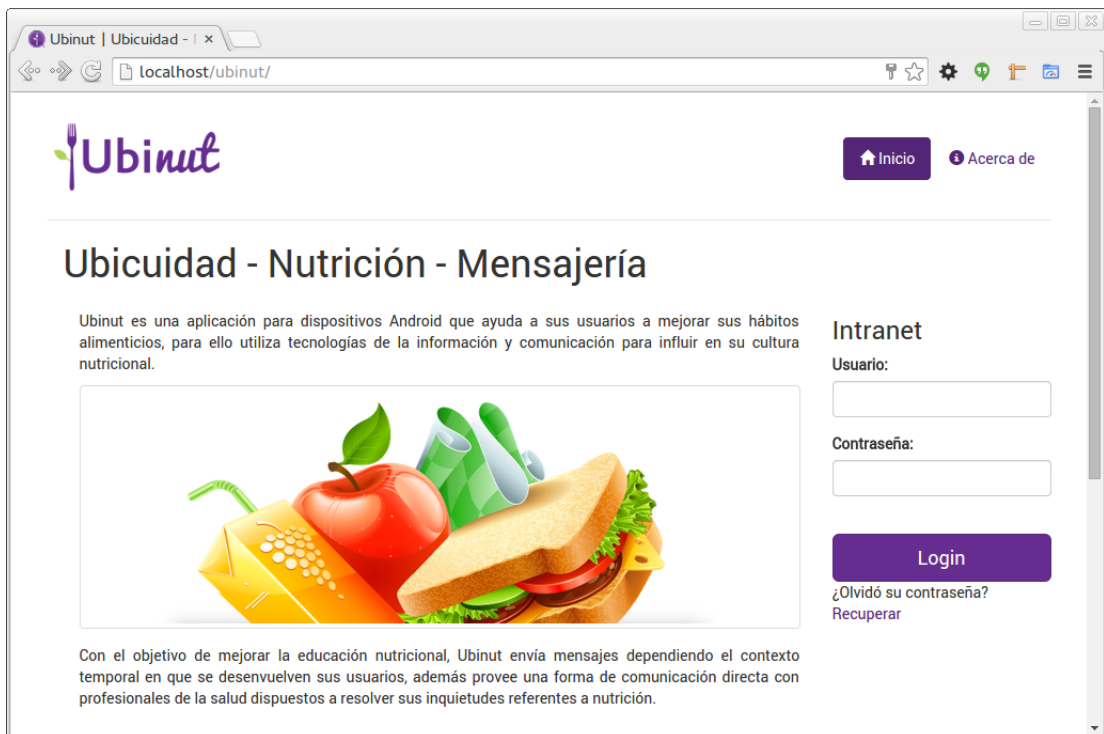 Ubinut | Ubicuidad -
localhost/ubinut/
Ubinut
Inicio
Acerca de
Ubicuidad - Nutrición - Mensajería
Ubinut es una aplicación para dispositivos Android que ayuda a sus usuarios a mejorar sus hábitos
alimenticios, para ello utiliza tecnologías de la información y comunicación para influir en su cultura
nutricional.
Intranet
Usuario:
Contraseña:
Login
¿Olvidó su contraseña?
Recuperar
Con el objetivo de mejorar la educación nutricional, Ubinut envía mensajes dependiendo el contexto
temporal en que se desenvuelven sus usuarios, además provee una forma de comunicación directa con
profesionales de la salud dispuestos a resolver sus inquietudes referentes a nutrición.